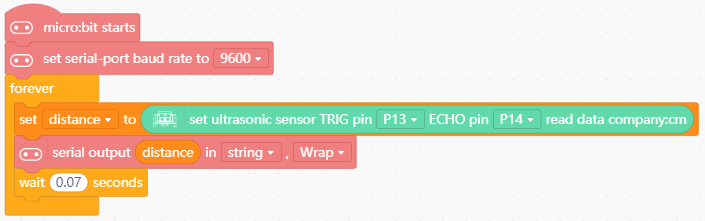 micro:bit starts
set serial-port baud rate to 9600
forever
set distance to set ultrasonic sensor TRIG pin P13 ECHO pin P14 read data company:cm
serial output distance in string , Wrap
wait 0.07 seconds